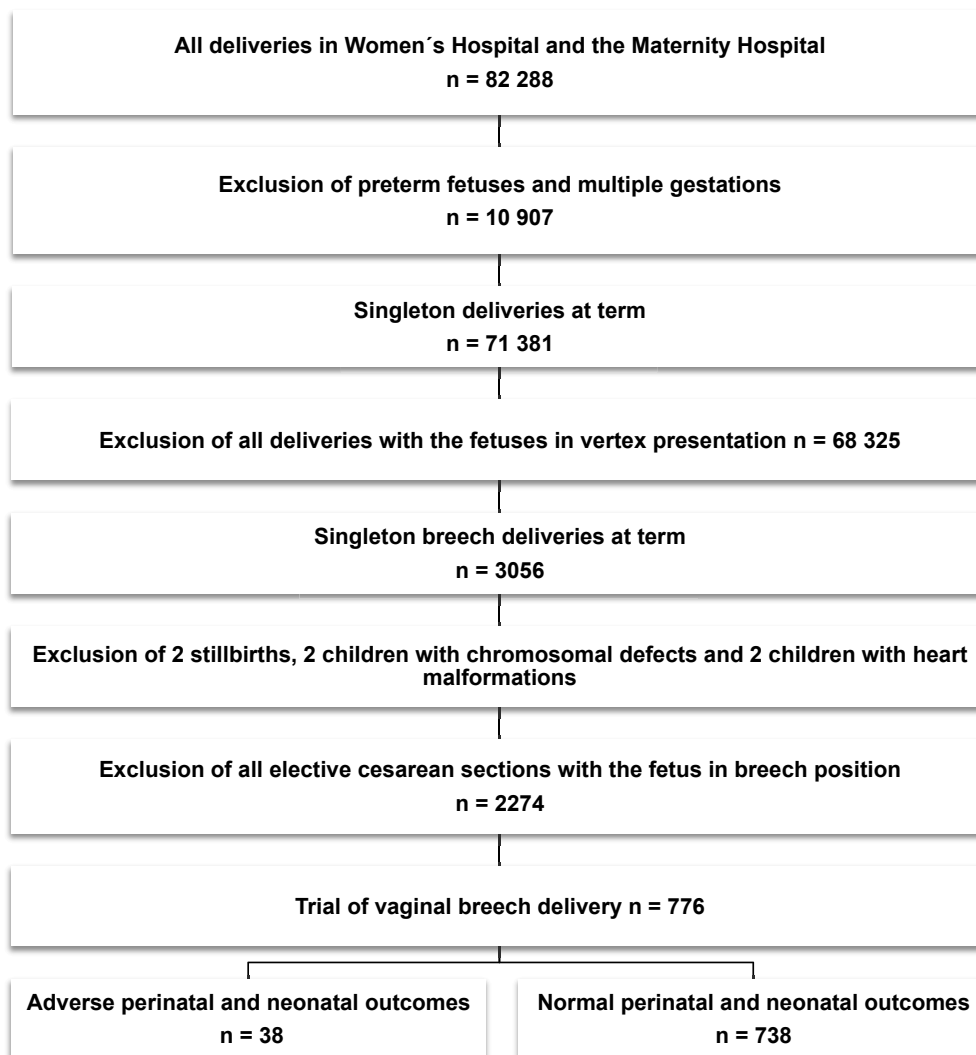 All deliveries in Women´s Hospital and the Maternity Hospital
n = 82 288
Exclusion of preterm fetuses and multiple gestations
n = 10 907
Singleton deliveries at term
n = 71 381
Exclusion of all deliveries with the fetuses in vertex presentation n = 68 325
Singleton breech deliveries at term
n = 3056
Exclusion of 2 stillbirths, 2 children with chromosomal defects and 2 children with heart
malformations
Exclusion of all elective cesarean sections with the fetus in breech position
n = 2274
Trial of vaginal breech delivery n = 776
Adverse perinatal and neonatal outcomes
n = 38
Normal perinatal and neonatal outcomes
n = 738